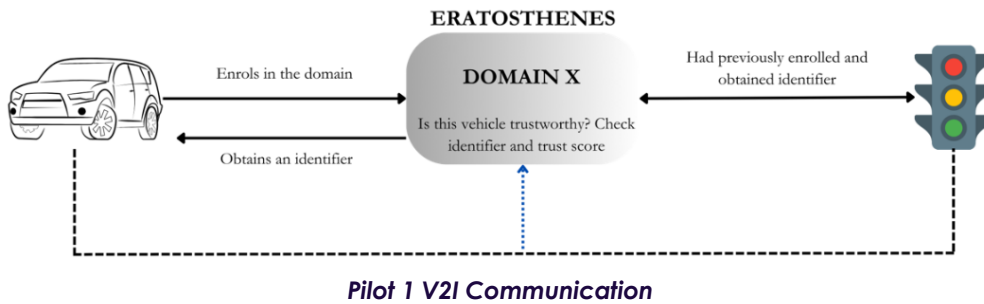 ERATOSTHENES
Enrols in the domain
Obtains an identifier
DOMAIN X
Is this vehicle trustworthy? Check
identifier and trust score
Had previously enrolled and
obtained identifier
Pilot 1 V2I Communication